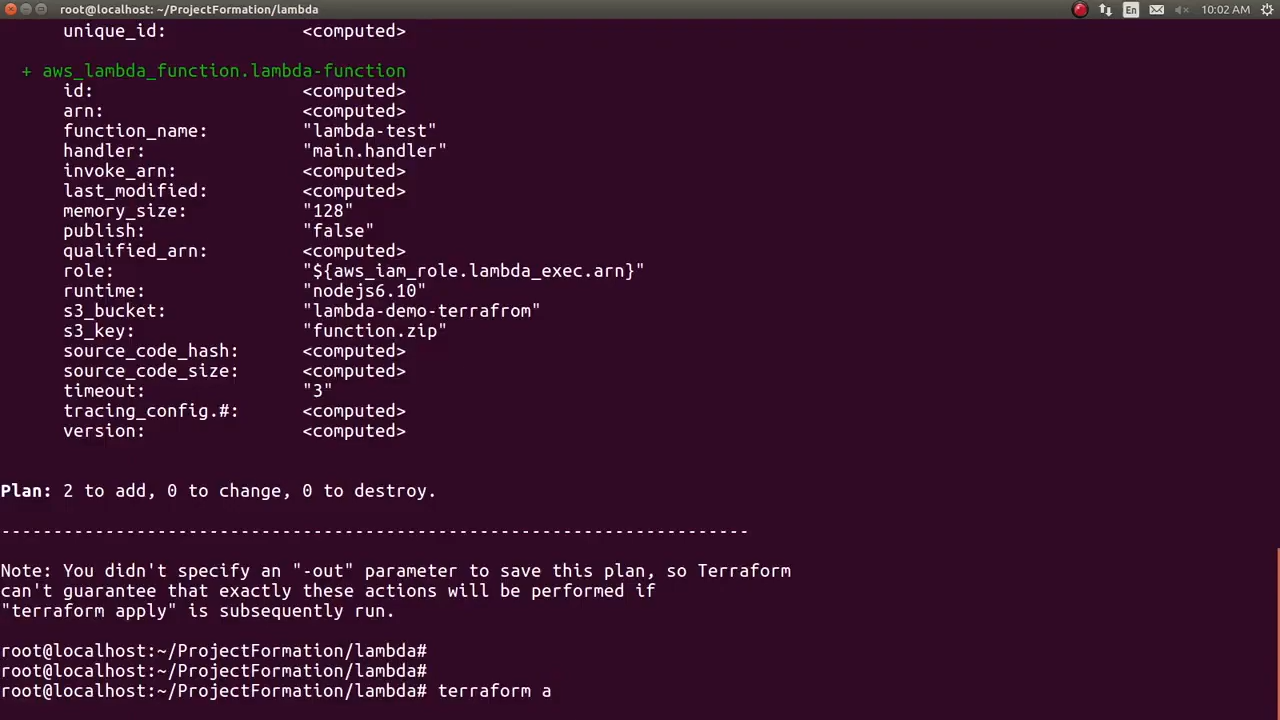 root@localhost: ~/ProjectFormation/lambda
En
10:02 AM
unique_id: <computed>
+ aws_lambda_function.lambda-function
id: <computed>
arn: <computed>
function_name: "lambda-test"
handler: "main.handler"
invoke_arn: <computed>
last_modified: <computed>
memory_size: "128"
publish: "false"
qualified_arn: <computed>
role: "${aws_iam_role.lambda_exec.arn}"
runtime: "nodejs6.10"
s3_bucket: "lambda-demo-terrafrom"
s3_key: "function.zip"
source_code_hash: <computed>
source_code_size: <computed>
timeout: "3"
tracing_config.#: <computed>
version: <computed>
Plan: 2 to add, 0 to change, 0 to destroy.
------------------------------------------------------------------------
Note: You didn't specify an "-out" parameter to save this plan, so Terraform
can't guarantee that exactly these actions will be performed if
"terraform apply" is subsequently run.
root@localhost:~/ProjectFormation/lambda#
root@localhost:~/ProjectFormation/lambda#
root@localhost:~/ProjectFormation/lambda# terraform a